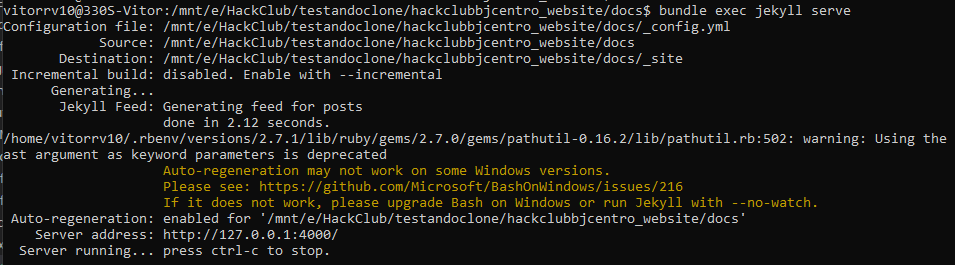 vitorrv10@330S-Vitor:/mnt/e/HackClub/testandoclone/hackclubbjcentro_website/docs$ bundle exec jekyll serve
Configuration file: /mnt/e/HackClub/testandoclone/hackclubbjcentro_website/docs/_config.yml
Source: /mnt/e/HackClub/testandoclone/hackclubbjcentro_website/docs
Destination: /mnt/e/HackClub/testandoclone/hackclubbjcentro_website/docs/_site
Incremental build: disabled. Enable with --incremental
Generating...
Jekyll Feed: Generating feed for posts
done in 2.12 seconds.
/home/vitorrv10/.rbenv/versions/2.7.1/lib/ruby/gems/2.7.0/gems/pathutil-0.16.2/lib/pathutil.rb:502: warning: Using the
ast argument as keyword parameters is deprecated
Auto-regeneration may not work on some Windows versions.
Please see: https://github.com/Microsoft/BashOnWindows/issues/216
If it does not work, please upgrade Bash on Windows or run Jekyll with --no-watch.
Auto-regeneration: enabled for '/mnt/e/HackClub/testandoclone/hackclubbjcentro_website/docs'
Server address: http://127.0.0.1:4000/
Server running... press ctrl-c to stop.